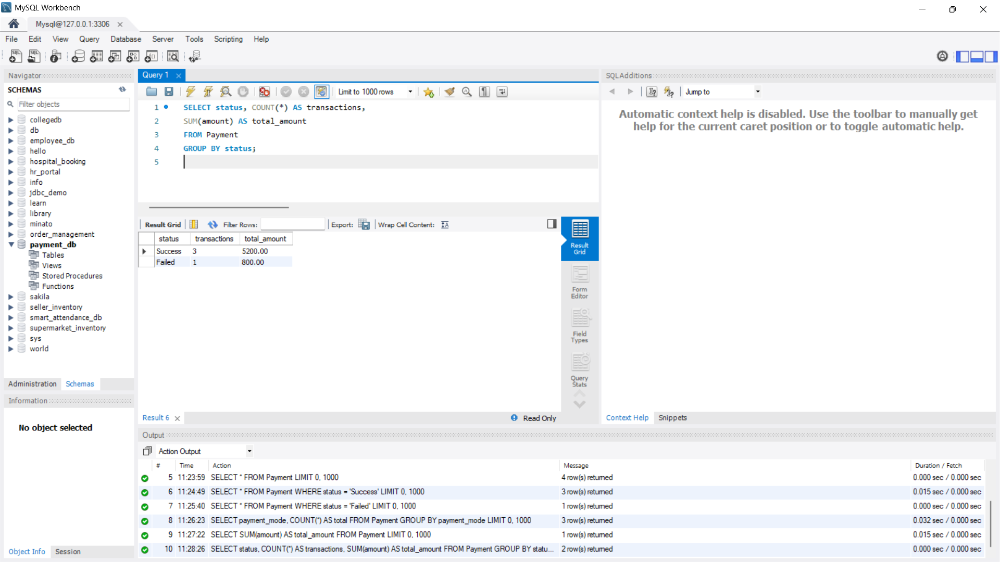 MySQL Workbench
Mysql@127.0.0.1:3306
File Edit View Query Database Server Tools Scripting Help
Navigator
SCHEMAS
Filter objects
collegedb
db
employee_db
hello
hospital_booking
hr_portal
info
jdbc_demo
learn
library
minato
order_management
payment_db
Tables
Views
Stored Procedures
Functions
sakila
seller_inventory
smart_attendance_db
supermarket_inventory
sys
world
Administration Schemas
Information
No object selected
Object Info Session
Query 1
Limit to 1000 rows
1 SELECT status, COUNT(*) AS transactions,
2 SUM(amount) AS total_amount
3 FROM Payment
4 GROUP BY status;
5
Result Grid Filter Rows: Export: Wrap Cell Content:
status transactions total_amount
Success 3 5200.00
Failed 1 800.00
Result Grid
Form Editor
Field Types
Query Stats
Result 6 Read Only
SQLAdditions
Jump to
Automatic context help is disabled. Use the toolbar to manually get
help for the current caret position or to toggle automatic help.
Context Help Snippets
Output
Action Output
# Time Action Message Duration / Fetch
5 11:23:59 SELECT * FROM Payment LIMIT 0, 1000 4 row(s) returned 0.000 sec / 0.000 sec
6 11:24:49 SELECT * FROM Payment WHERE status = 'Success' LIMIT 0, 1000 3 row(s) returned 0.015 sec / 0.000 sec
7 11:25:40 SELECT * FROM Payment WHERE status = 'Failed' LIMIT 0, 1000 1 row(s) returned 0.000 sec / 0.000 sec
8 11:26:23 SELECT payment_mode, COUNT(*) AS total FROM Payment GROUP BY payment_mode LIMIT 0, 1000 3 row(s) returned 0.032 sec / 0.000 sec
9 11:27:22 SELECT SUM(amount) AS total_amount FROM Payment LIMIT 0, 1000 1 row(s) returned 0.015 sec / 0.000 sec
10 11:28:26 SELECT status, COUNT(*) AS transactions, SUM(amount) AS total_amount FROM Payment GROUP BY statu... 2 row(s) returned 0.000 sec / 0.000 sec